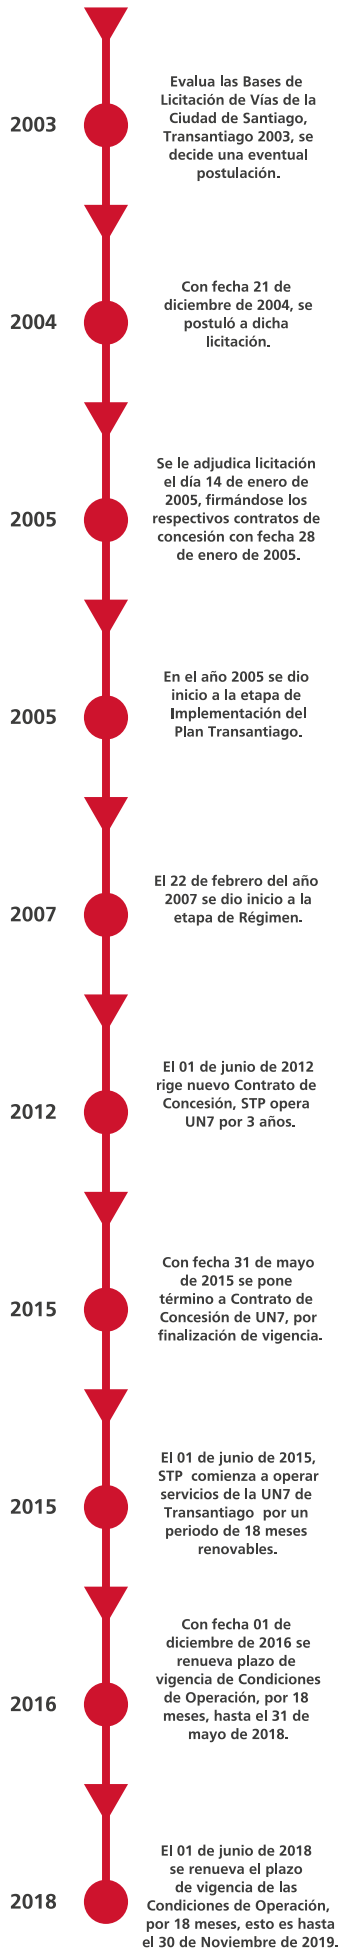 2003
Evalua las Bases de
Licitación de Vías de la
Ciudad de Santiago,
Transantiago 2003, se
decide una eventual
postulación.
2004
Con fecha 21 de
diciembre de 2004, se
postuló a dicha
licitación.
2005
Se le adjudica licitación
el día 14 de enero de
2005, firmándose los
respectivos contratos de
concesión con fecha 28
de enero de 2005.
2005
En el año 2005 se dio
inicio a la etapa de
Implementación del
Plan Transantiago.
2007
El 22 de febrero del año
2007 se dio inicio a la
etapa de Régimen.
2012
El 01 de junio de 2012
rige nuevo Contrato de
Concesión, STP opera
UN7 por 3 años.
2015
Con fecha 31 de mayo
de 2015 se pone
término a Contrato de
Concesión de UN7, por
finalización de vigencia.
2015
El 01 de junio de 2015,
STP comienza a operar
servicios de la UN7 de
Transantiago por un
periodo de 18 meses
renovables.
2016
Con fecha 01 de
diciembre de 2016 se
renueva plazo de
vigencia de Condiciones
de Operación, por 18
meses, hasta el 31 de
mayo de 2018.
2018
El 01 de junio de 2018
se renueva el plazo
de vigencia de las
Condiciones de Operación,
por 18 meses, esto es hasta
el 30 de Noviembre de 2019.